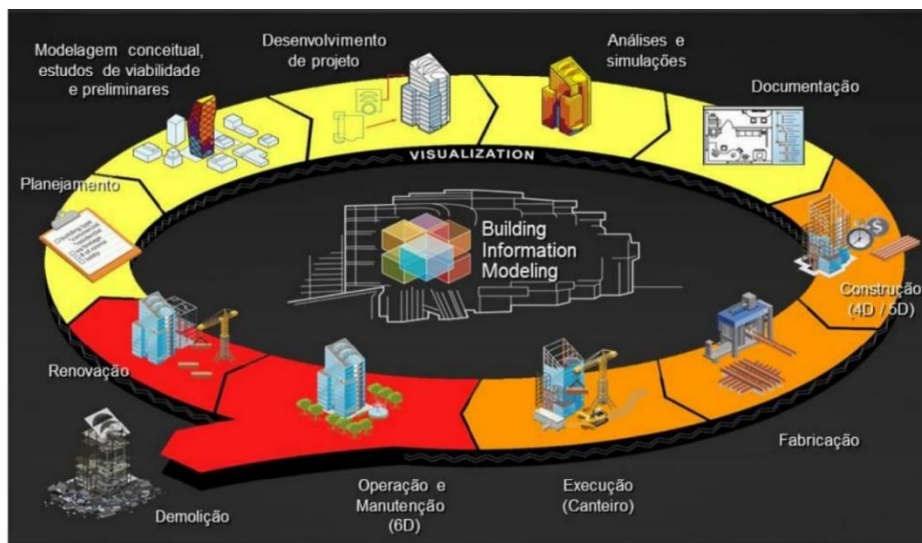 Modelagem conceitual,
estudos de viabilidade
e preliminares
Desenvolvimento
de projeto
Análises e
simulações
Documentação
VISUALIZATION
Planejamento
Building
Information
Modeling
Construção
(4D / 5D)
Renovação
Fabricação
Operação e
Manutenção
(6D)
Execução
(Canteiro)
Demolição